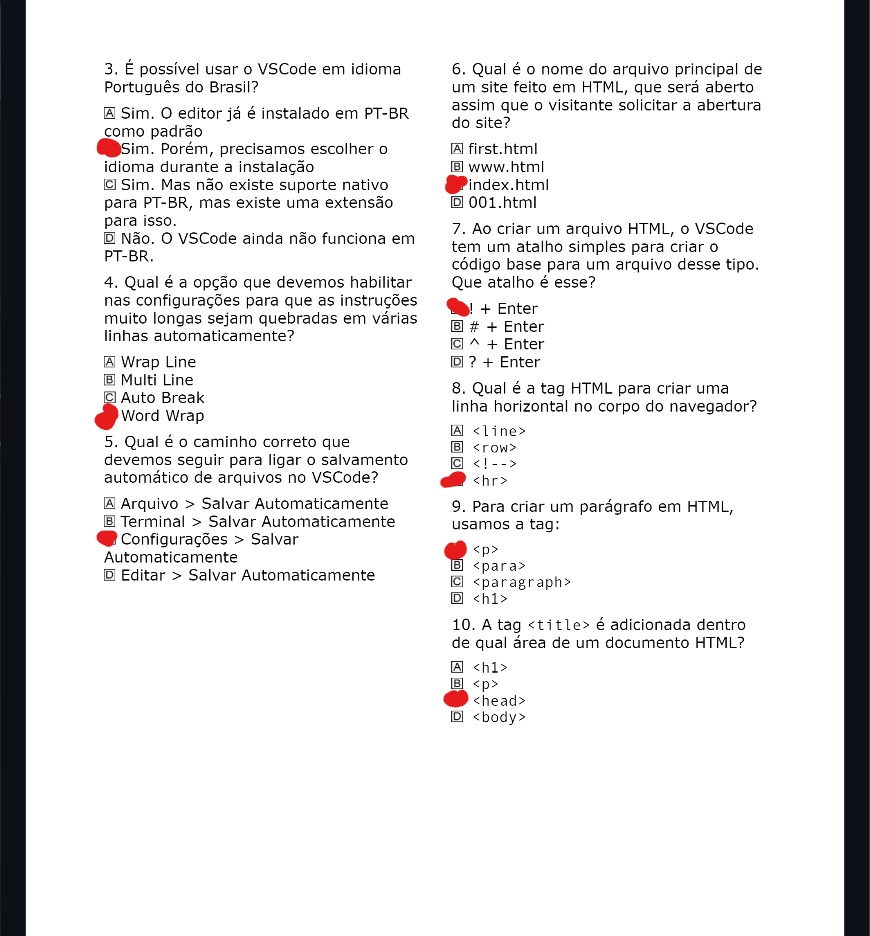 3. É possível usar o VSCode em idioma
Português do Brasil?
A Sim. O editor já é instalado em PT-BR
como padrão
Sim. Porém, precisamos escolher o
idioma durante a instalação
C Sim. Mas não existe suporte nativo
para PT-BR, mas existe uma extensão
para isso.
D Não. O VSCode ainda não funciona em
PT-BR.
4. Qual é a opção que devemos habilitar
nas configurações para que as instruções
muito longas sejam quebradas em várias
linhas automaticamente?
A Wrap Line
B Multi Line
C Auto Break
Word Wrap
5. Qual é o caminho correto que
devemos seguir para ligar o salvamento
automático de arquivos no VSCode?
A Arquivo > Salvar Automaticamente
B Terminal > Salvar Automaticamente
Configurações > Salvar
Automaticamente
D Editar > Salvar Automaticamente
6. Qual é o nome do arquivo principal de
um site feito em HTML, que será aberto
assim que o visitante solicitar a abertura
do site?
A first.html
B www.html
index.html
D 001.html
7. Ao criar um arquivo HTML, o VSCode
tem um atalho simples para criar o
código base para um arquivo desse tipo.
Que atalho é esse?
! + Enter
B # + Enter
C ^ + Enter
D ? + Enter
8. Qual é a tag HTML para criar uma
linha horizontal no corpo do navegador?
A <line>
B <row>
C <!-->
<hr>
9. Para criar um parágrafo em HTML,
usamos a tag:
<p>
B <para>
C <paragraph>
D <h1>
10. A tag <title> é adicionada dentro
de qual área de um documento HTML?
A <h1>
B <p>
<head>
D <body>